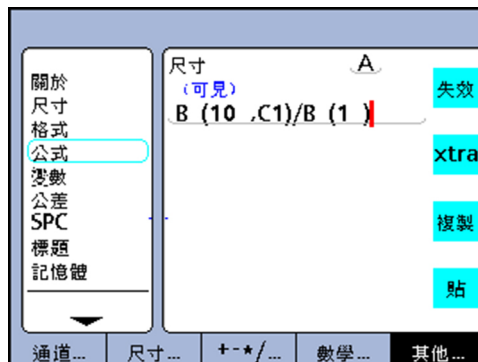 關於
尺寸
格式
公式
變數
公差
SPC
標題
記憶體
尺寸 A
(可見)
B (10 ,C1)/B (1 )
失效
xtra
複製
貼
通道...
尺寸...
+-*/...
數學...
其他...